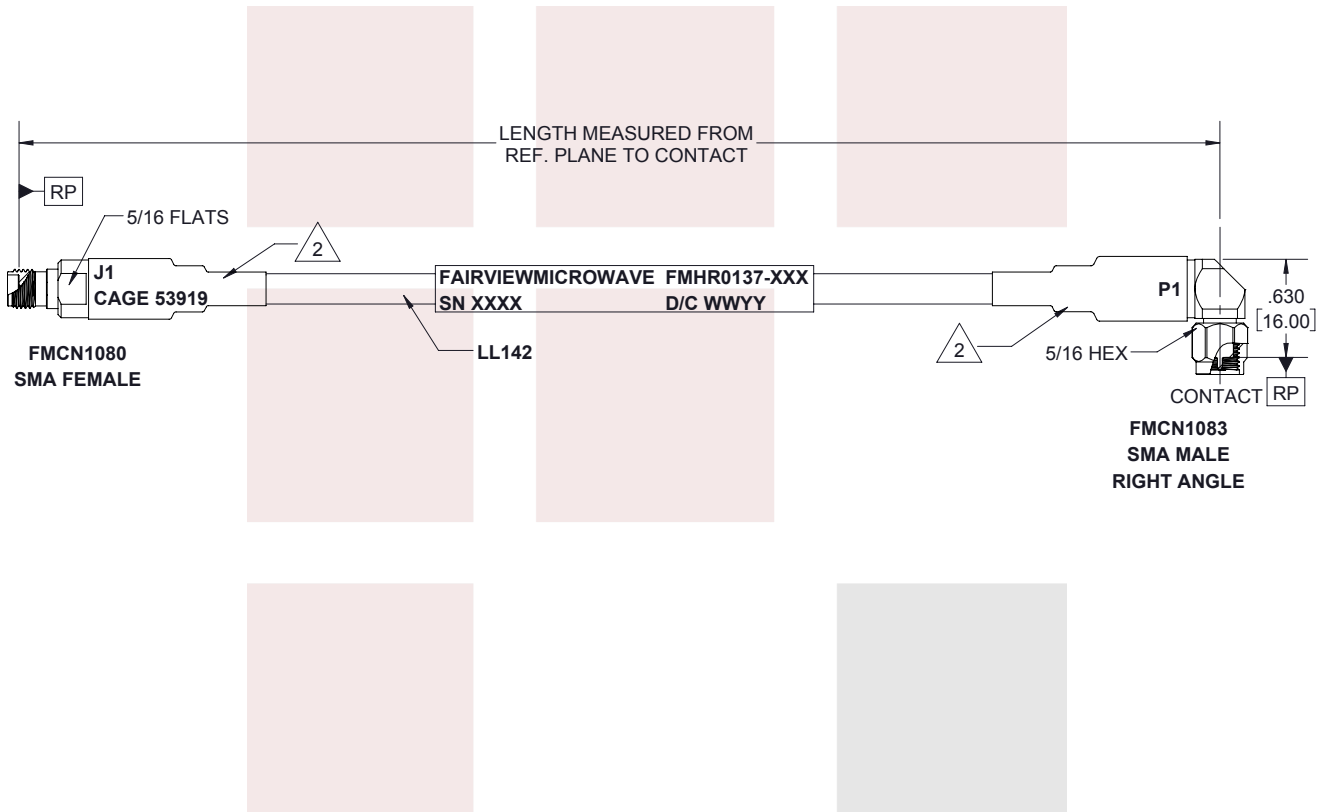 LENGTH MEASURED FROM
REF. PLANE TO CONTACT
RP
5/16 FLATS
2
J1
CAGE 53919
FAIRVIEWMICROWAVE FMHR0137-XXX
SN XXXX D/C WWYY
P1
.630
[16.00]
LL142
2
5/16 HEX
FMCN1080
SMA FEMALE
CONTACT
RP
FMCN1083
SMA MALE
RIGHT ANGLE